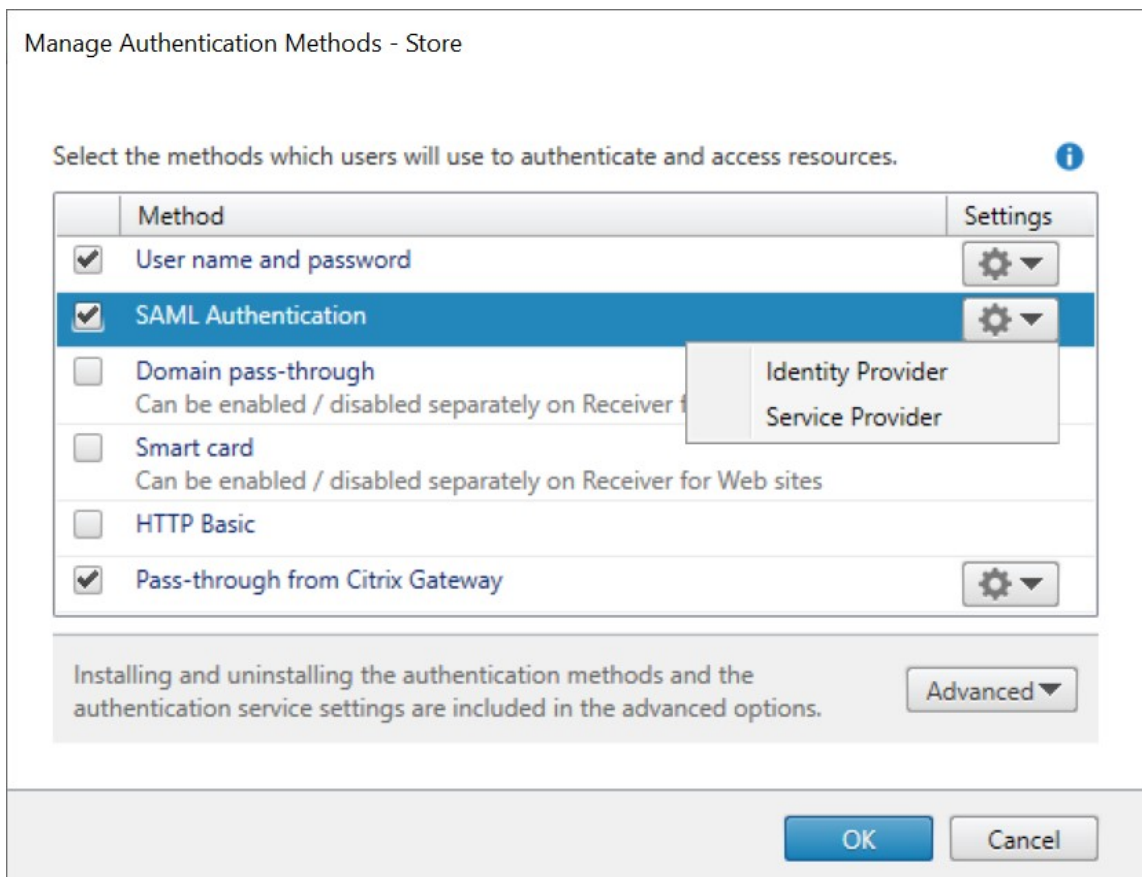 Manage Authentication Methods - Store
Select the methods which users will use to authenticate and access resources.
Method
Settings
User name and password
SAML Authentication
Identity Provider
Service Provider
Domain pass-through
Can be enabled / disabled separately on Receiver
Smart card
Can be enabled / disabled separately on Receiver for Web sites
HTTP Basic
Pass-through from Citrix Gateway
Installing and uninstalling the authentication methods and the
authentication service settings are included in the advanced options.
Advanced
OK
Cancel